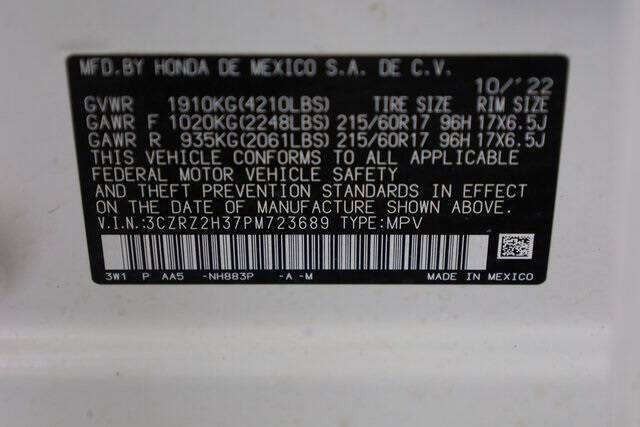 MFD.BY HONDA DE MEXICO S.A. DE C.V.
10/'22
GVWR 1910KG(4210LBS) TIRE SIZE RIM SIZE
GAWR F 1020KG(2248LBS) 215/60R17 96H 17X6.5J
GAWR R 935KG(2061LBS) 215/60R17 96H 17X6.5J
THIS VEHICLE CONFORMS TO ALL APPLICABLE
FEDERAL MOTOR VEHICLE SAFETY
AND THEFT PREVENTION STANDARDS IN EFFECT
ON THE DATE OF MANUFACTURE SHOWN ABOVE.
V.I.N.:3CZRZ2H37PM723689 TYPE:MPV
3W1 P AA5 -NH883P -A -M MADE IN MEXICO